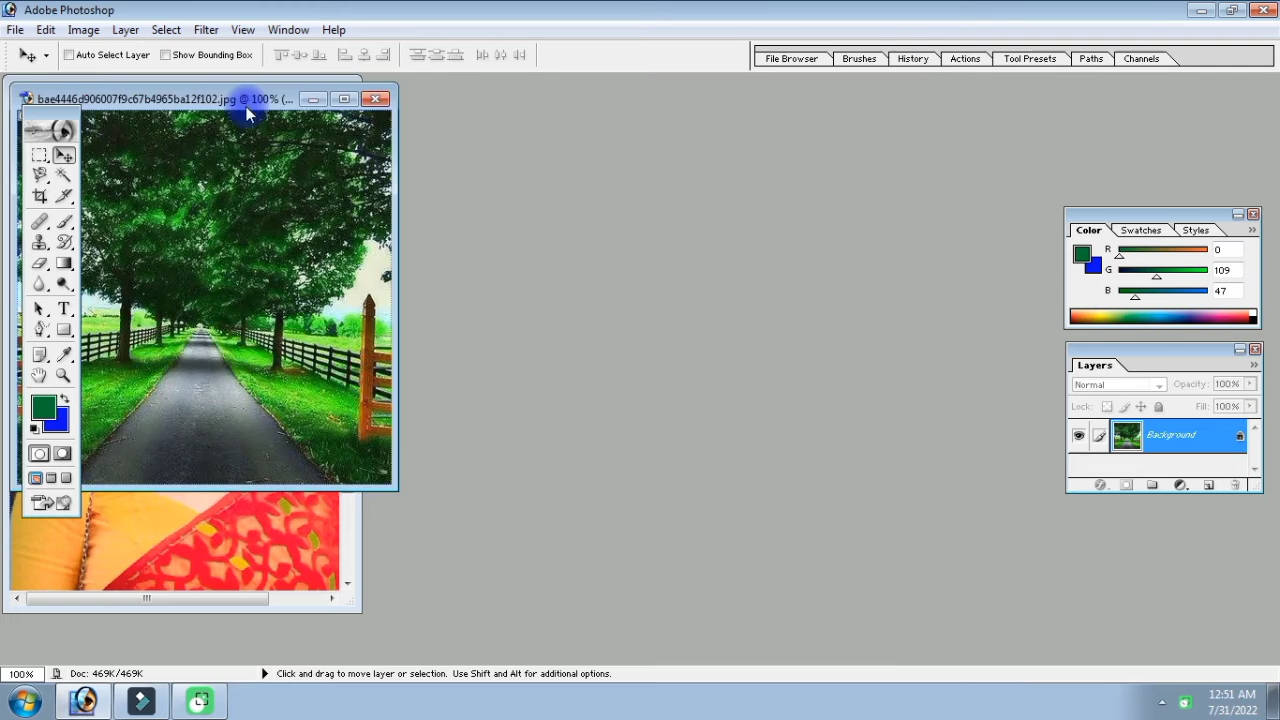 Adobe Photoshop
File Edit Image Layer Select Filter View Window Help
Auto Select Layer Show Bounding Box
File Browser Brushes History Actions Tool Presets Paths Channels
bae4446d906007f9c67b4965ba12f102.jpg @ 100% (...
Color Swatches Styles
R 0
G 109
B 47
Layers
Normal Opacity: 100%
Lock: Fill: 100%
Background
100% Doc: 469K/469K Click and drag to move layer or selection. Use Shift and Alt for additional options.
12:51 AM
7/31/2022